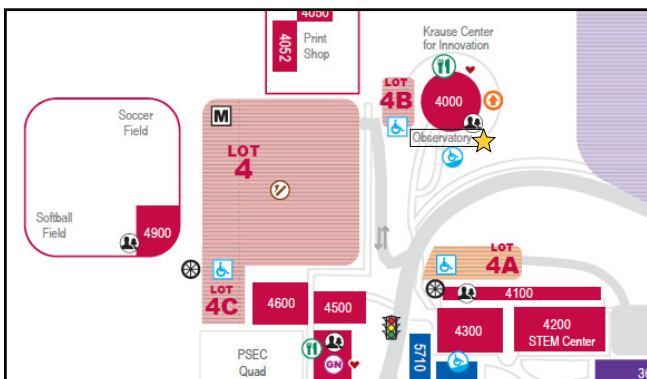 4050
4052
Print
Shop
Krause Center
for Innovation
LOT
4B
4000
Observatory
Soccer
Field
M
LOT
4
Softball
Field
4900
LOT
4C
4600
4500
LOT
4A
4100
4300
4200
STEM Center
5710
PSEC
Quad
GN